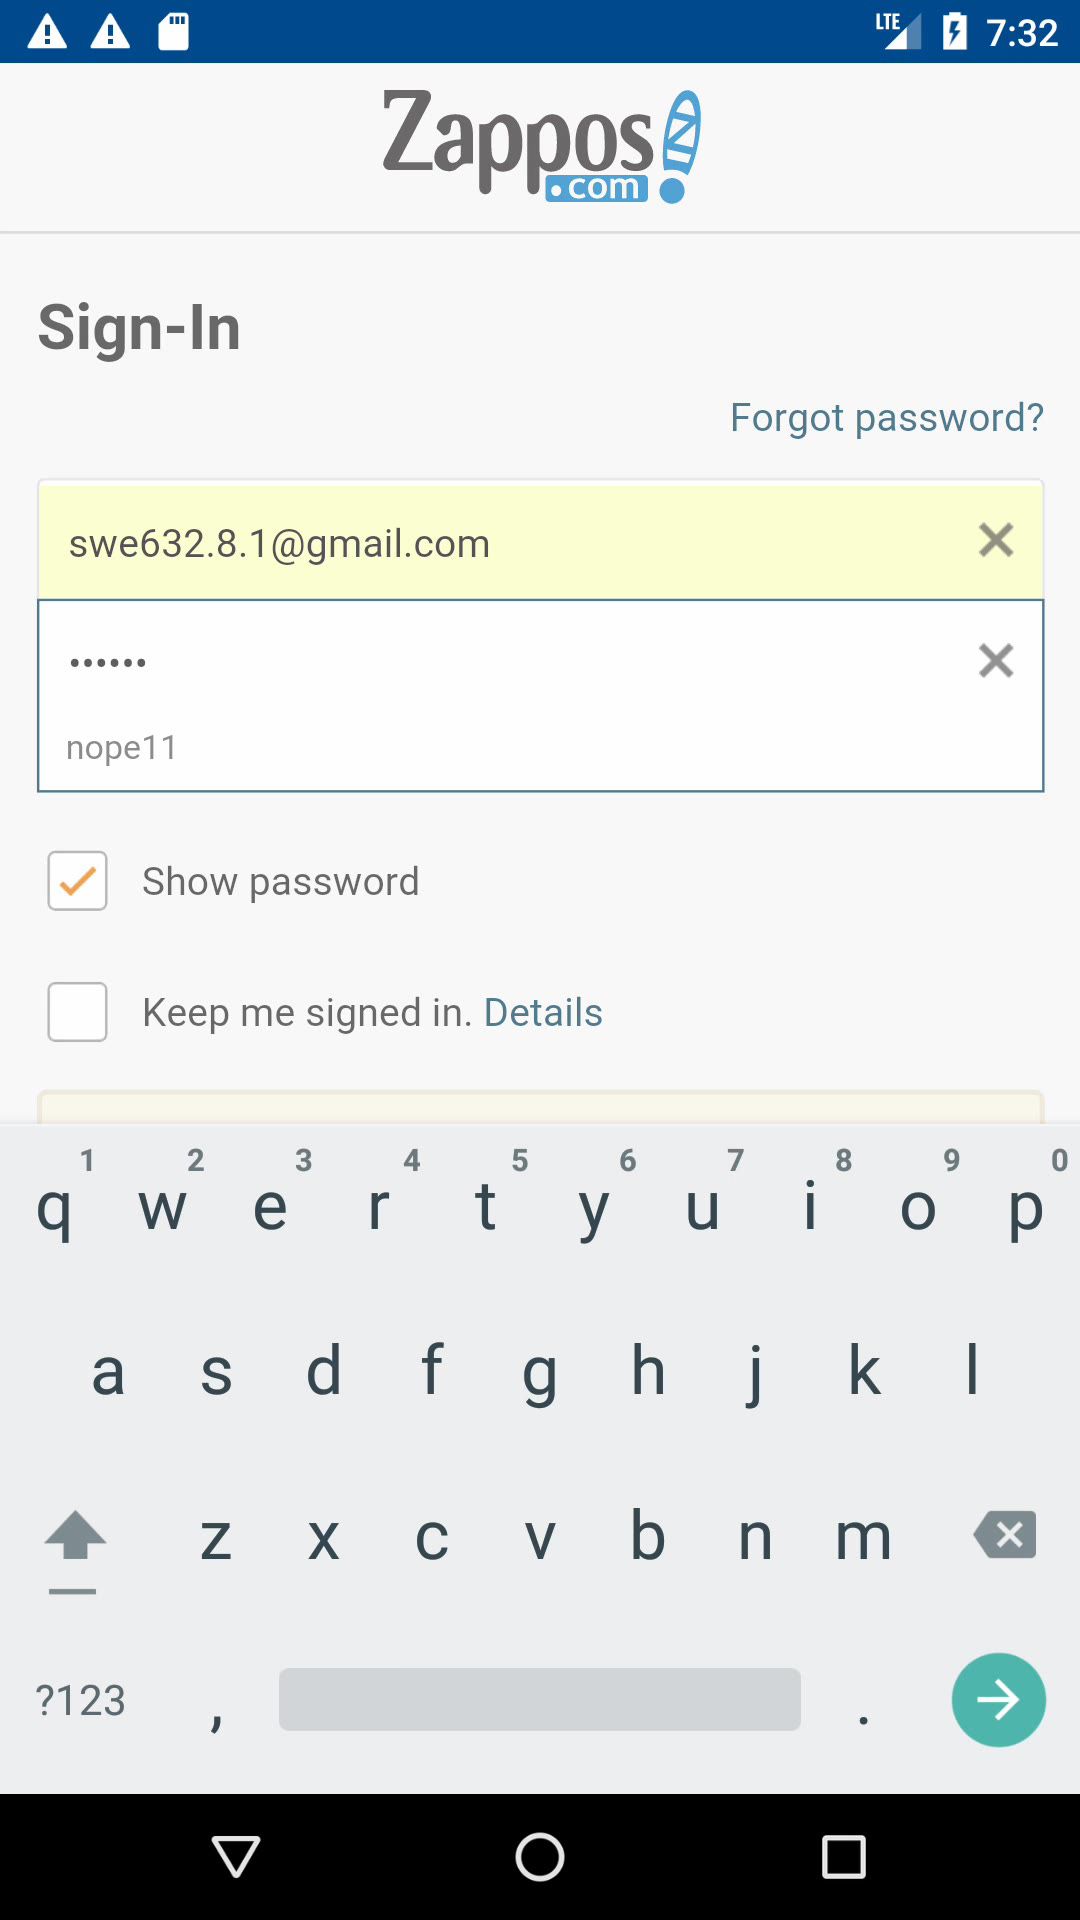 LTE 7:32
Zappos
.com
Sign-In
Forgot password?
swe632.8.1@gmail.com
••••••
nope11
Show password
Keep me signed in. Details
1 2 3 4 5 6 7 8 9 0
q w e r t y u i o p
a s d f g h j k l
z x c v b n m
?123 , .